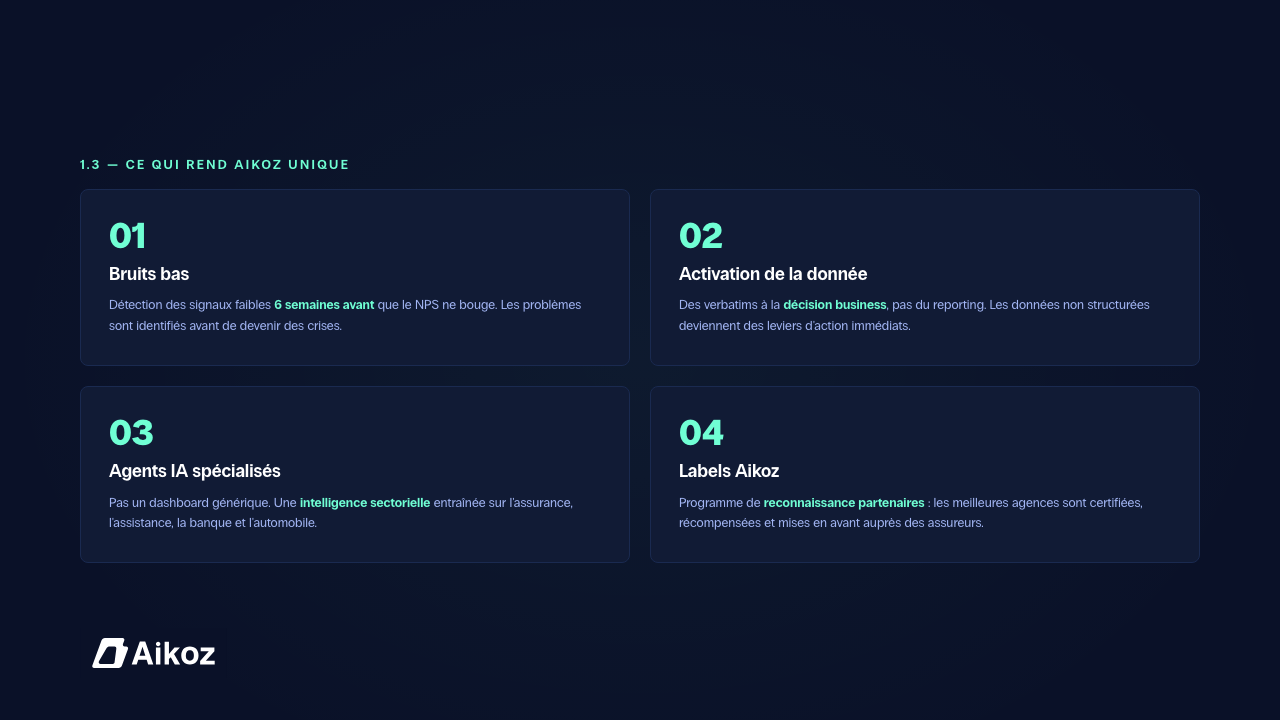 1.3 — CE QUI REND AIKOZ UNIQUE
01
Bruits bas
Détection des signaux faibles 6 semaines avant que le NPS ne bouge. Les problèmes
sont identifiés avant de devenir des crises.
02
Activation de la donnée
Des verbatims à la décision business, pas du reporting. Les données non structurées
deviennent des leviers d'action immédiats.
03
Agents IA spécialisés
Pas un dashboard générique. Une intelligence sectorielle entraînée sur l'assurance,
l'assistance, la banque et l'automobile.
04
Labels Aikoz
Programme de reconnaissance partenaires : les meilleures agences sont certifiées,
récompensées et mises en avant auprès des assureurs.
Aikoz